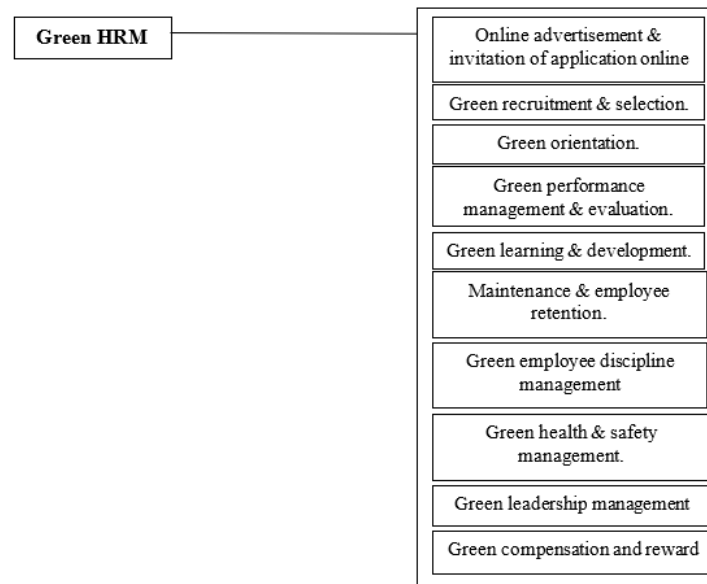 Green HRM
Online advertisement &
invitation of application online
Green recruitment & selection.
Green orientation.
Green performance
management & evaluation.
Green learning & development.
Maintenance & employee
retention.
Green employee discipline
management
Green health & safety
management.
Green leadership management
Green compensation and reward